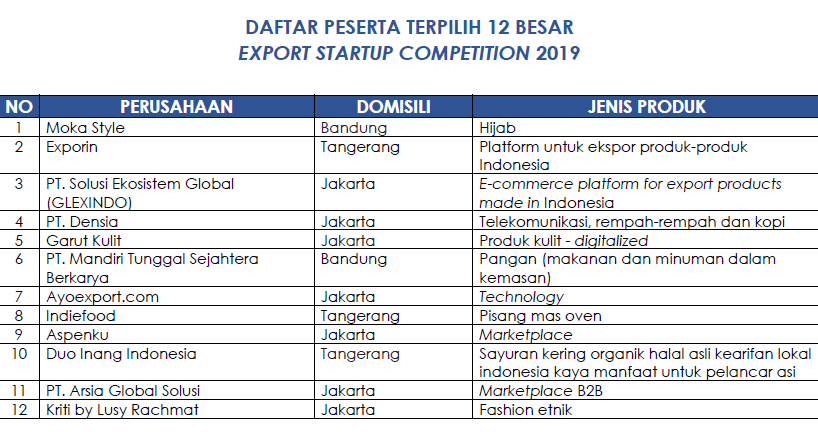 DAFTAR PESERTA TERPILIH 12 BESAR
EXPORT STARTUP COMPETITION 2019
NO PERUSAHAAN DOMISILI JENIS PRODUK
1 Moka Style Bandung Hijab
2 Exporin Tangerang Platform untuk ekspor produk-produk
Indonesia
3 PT. Solusi Ekosistem Global Jakarta E-commerce platform for export products
(GLEXINDO) made in Indonesia
4 PT. Densia Jakarta Telekomunikasi, rempah-rempah dan kopi
5 Garut Kulit Jakarta Produk kulit - digitalized
6 PT. Mandiri Tunggal Sejahtera Bandung Pangan (makanan dan minuman dalam
Berkarya kemasan)
7 Ayoexport.com Jakarta Technology
8 Indiefood Tangerang Pisang mas oven
9 Aspenku Jakarta Marketplace
10 Duo Inang Indonesia Tangerang Sayuran kering organik halal asli kearifan lokal
indonesia kaya manfaat untuk pelancar asi
11 PT. Arsia Global Solusi Jakarta Marketplace B2B
12 Kriti by Lusy Rachmat Jakarta Fashion etnik